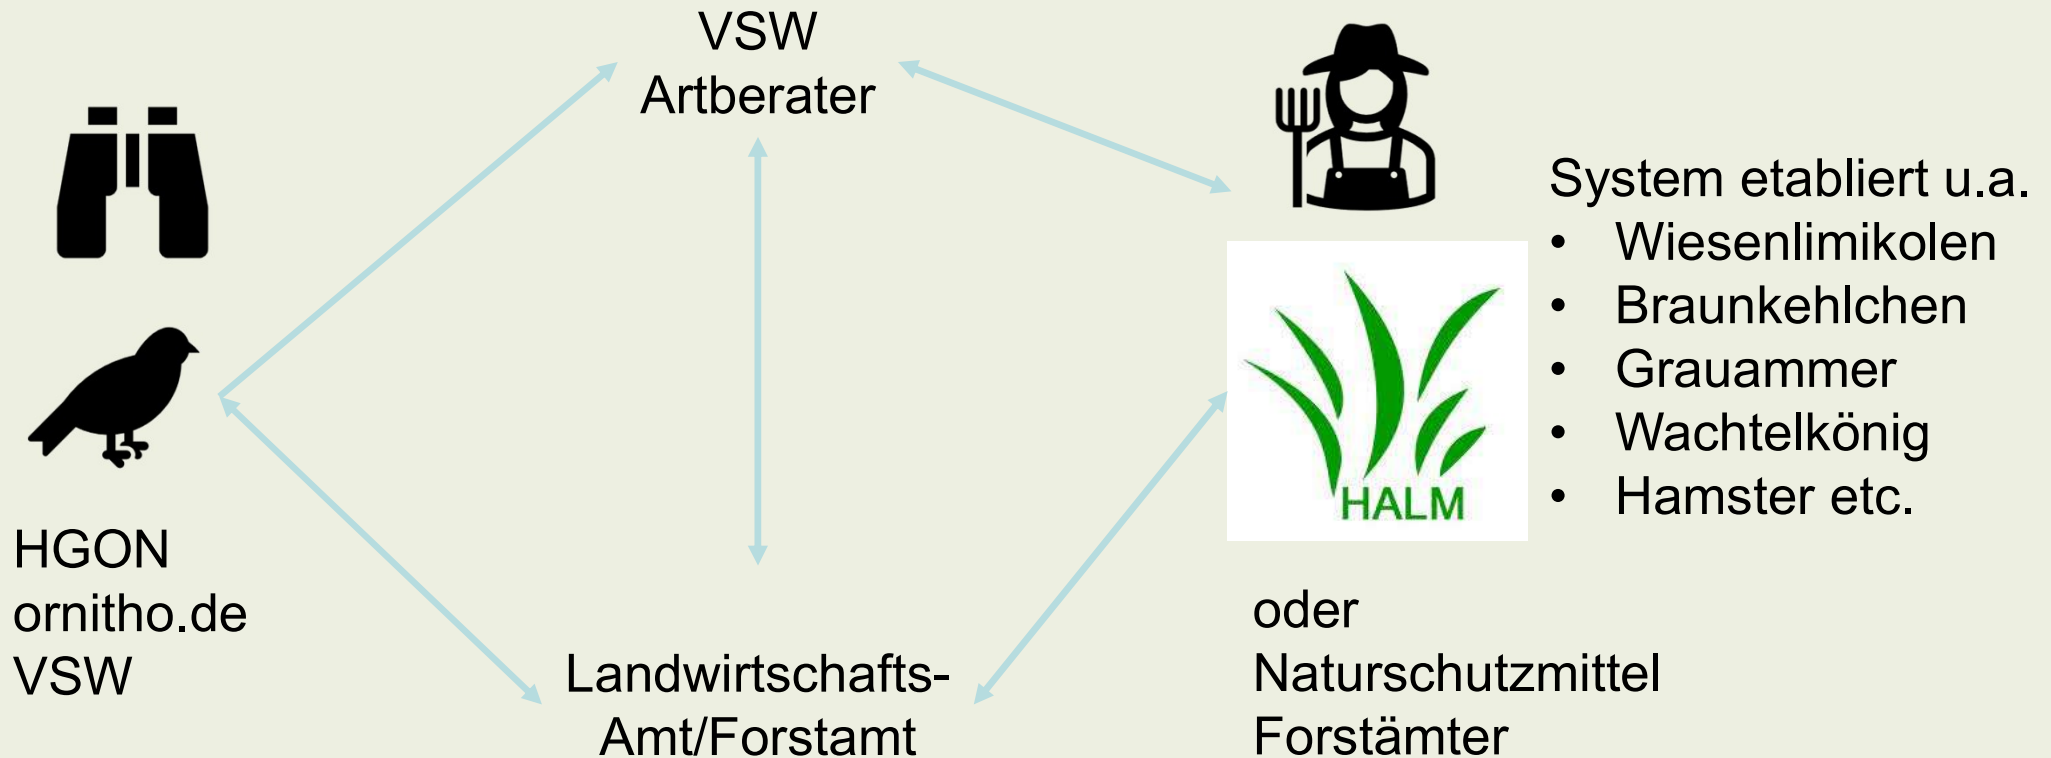 VSW
Artberater
System etabliert u.a.
• Wiesenlimikolen
• Braunkehlchen
• Grauammer
• Wachtelkönig
• Hamster etc.
HALM
HGON
ornitho.de
VSW
Landwirtschafts-
Amt/Forstamt
oder
Naturschutzmittel
Forstämter